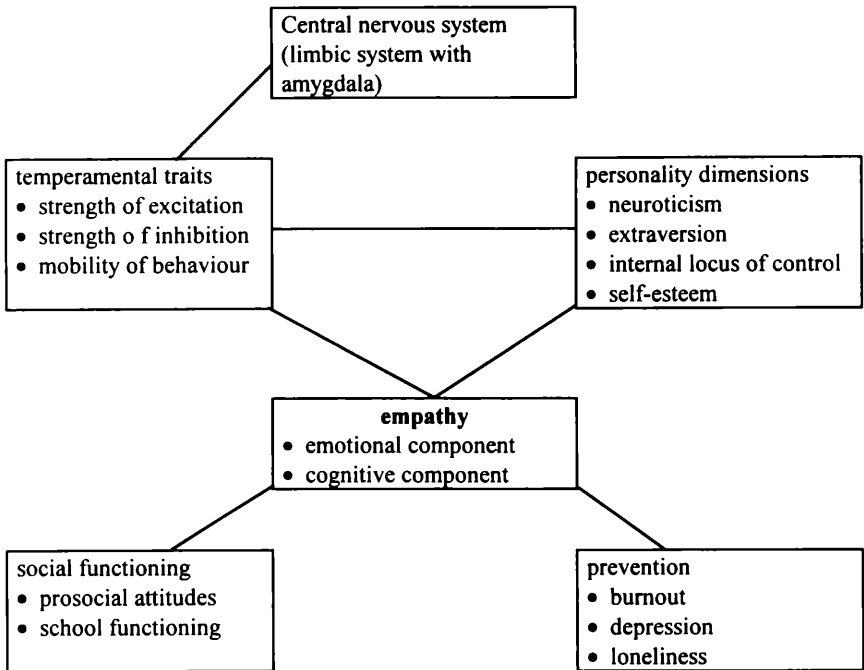 Central nervous system
(limbic system with
amygdala)
temperamental traits
• strength of excitation
• strength o f inhibition
• mobility of behaviour
personality dimensions
• neuroticism
• extraversion
• internal locus of control
• self-esteem
empathy
• emotional component
• cognitive component
social functioning
• prosocial attitudes
• school functioning
prevention
• burnout
• depression
• loneliness